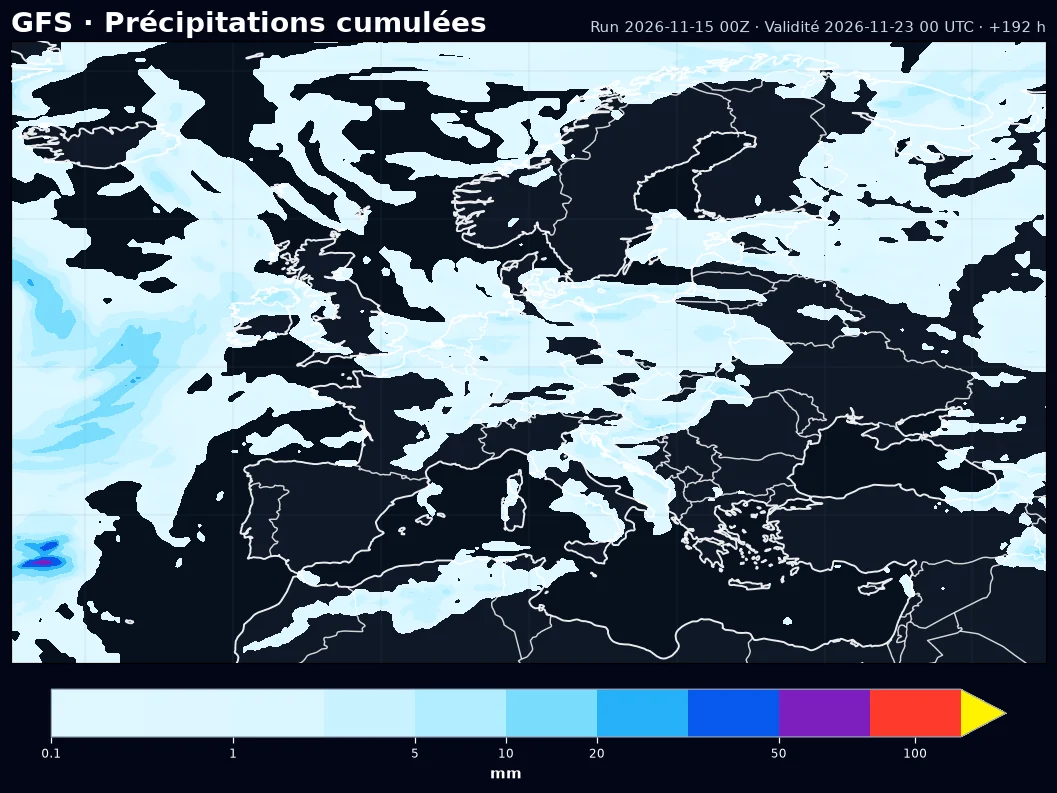 GFS · Précipitations cumulées
Run 2026-11-15 00Z · Validité 2026-11-23 00 UTC · +192 h
0.1 1 5 10 20 50 100
mm